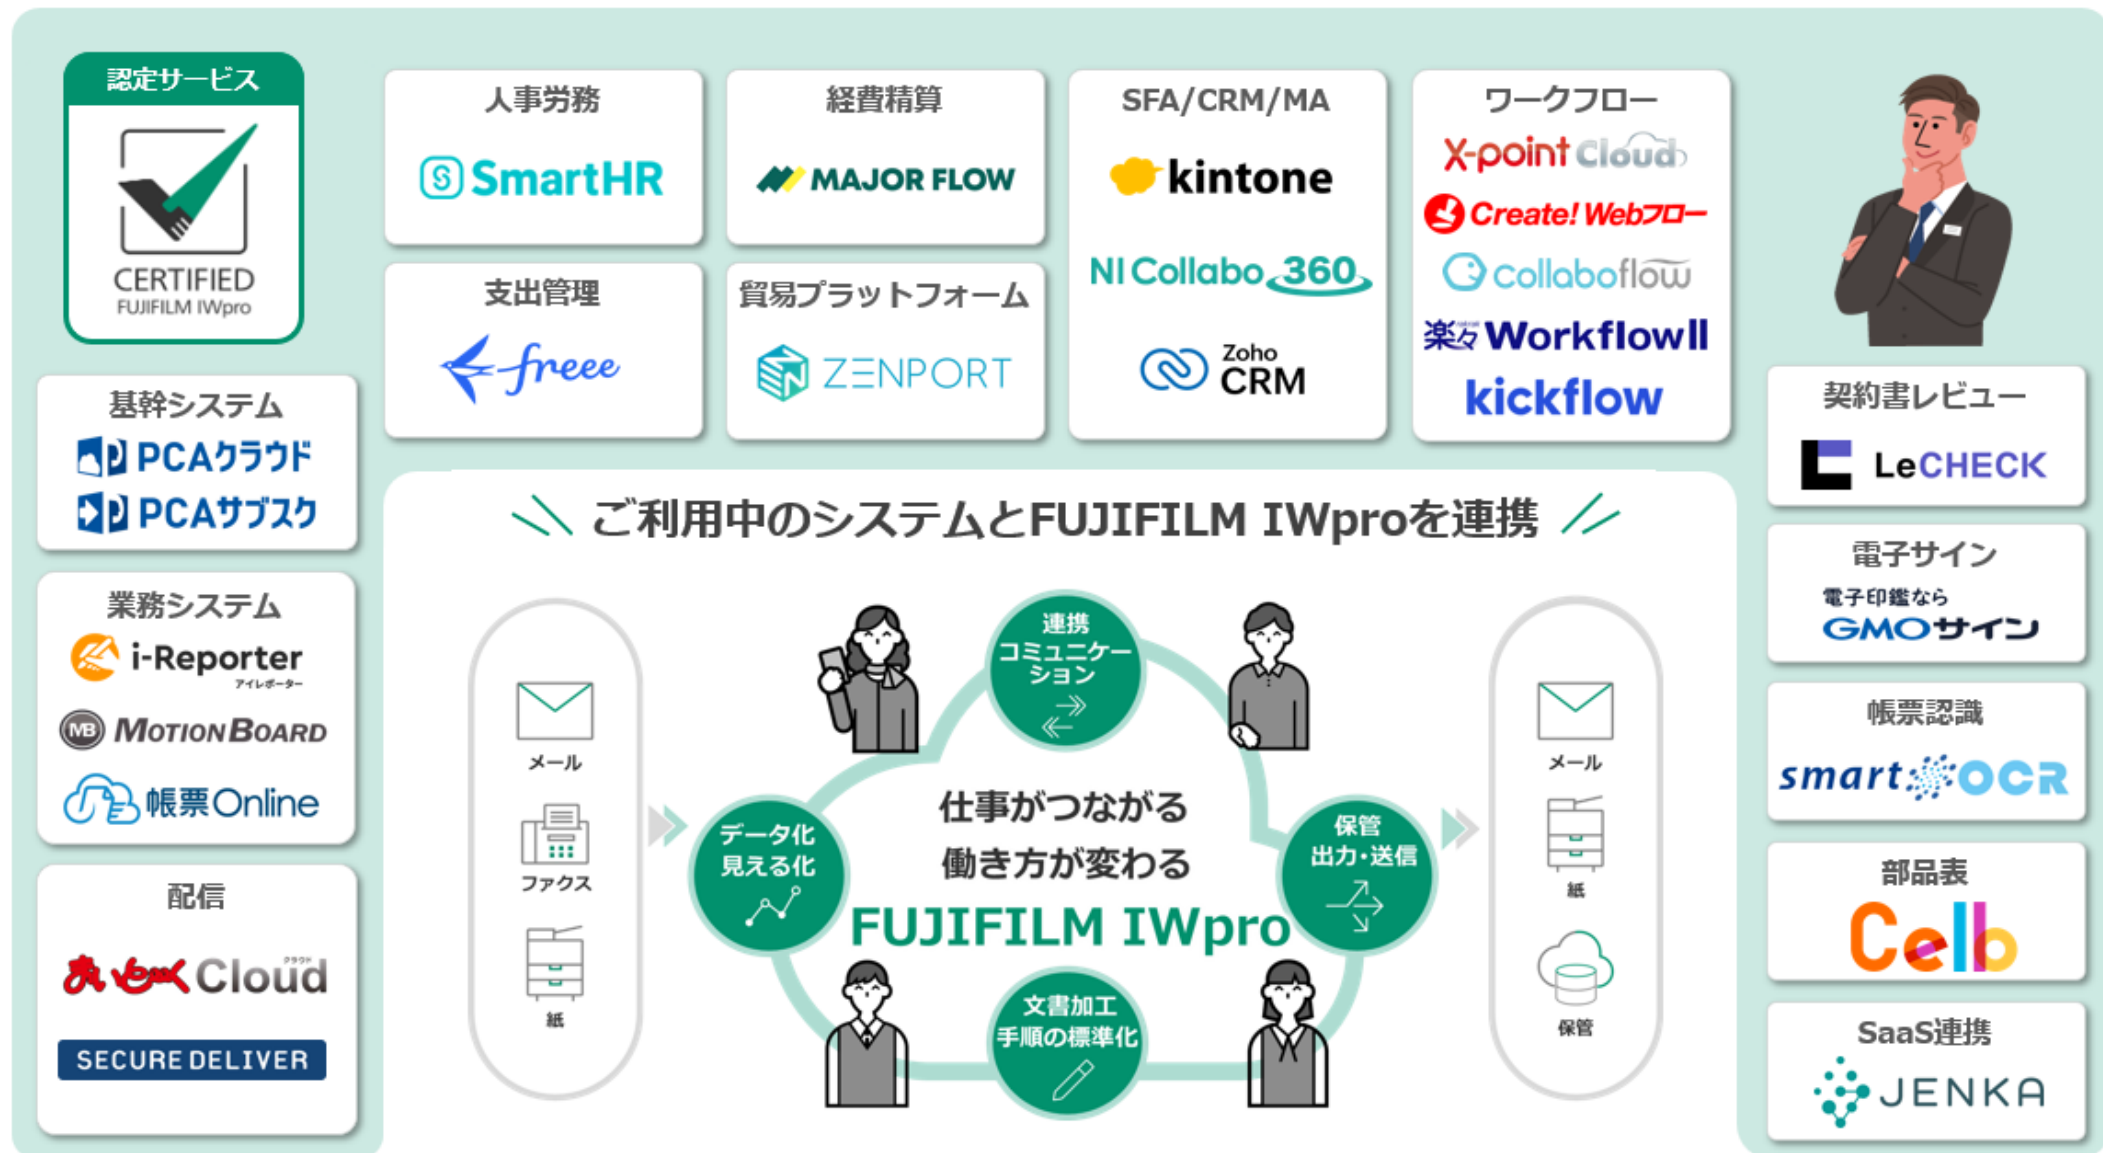 認定サービス
CERTIFIED
FUJIFILM IWpro
人事労務
SmartHR
経費精算
MAJOR FLOW
SFA/CRM/MA
kintone
NI Collabo 360
Zoho
CRM
ワークフロー
X-point Cloud
Create! Webフロー
collaboflow
楽々WorkflowII
kickflow
支出管理
freee
貿易プラットフォーム
ZENPORT
基幹システム
PCAクラウド
PCAサブスク
業務システム
i-Reporter
アイレポーター
MB MOTIONBOARD
帳票Online
配信
まいと〜く Cloud
クラウド
SECURE DELIVER
ご利用中のシステムとFUJIFILM IWproを連携
メール
ファクス
紙
連携
コミュニケー
ション
データ化
見える化
仕事がつながる
働き方が変わる
FUJIFILM IWpro
保管
出力・送信
文書加工
手順の標準化
メール
紙
保管
契約書レビュー
LeCHECK
電子サイン
電子印鑑なら
GMOサイン
帳票認識
smart OCR
部品表
Celb
SaaS連携
JENKA